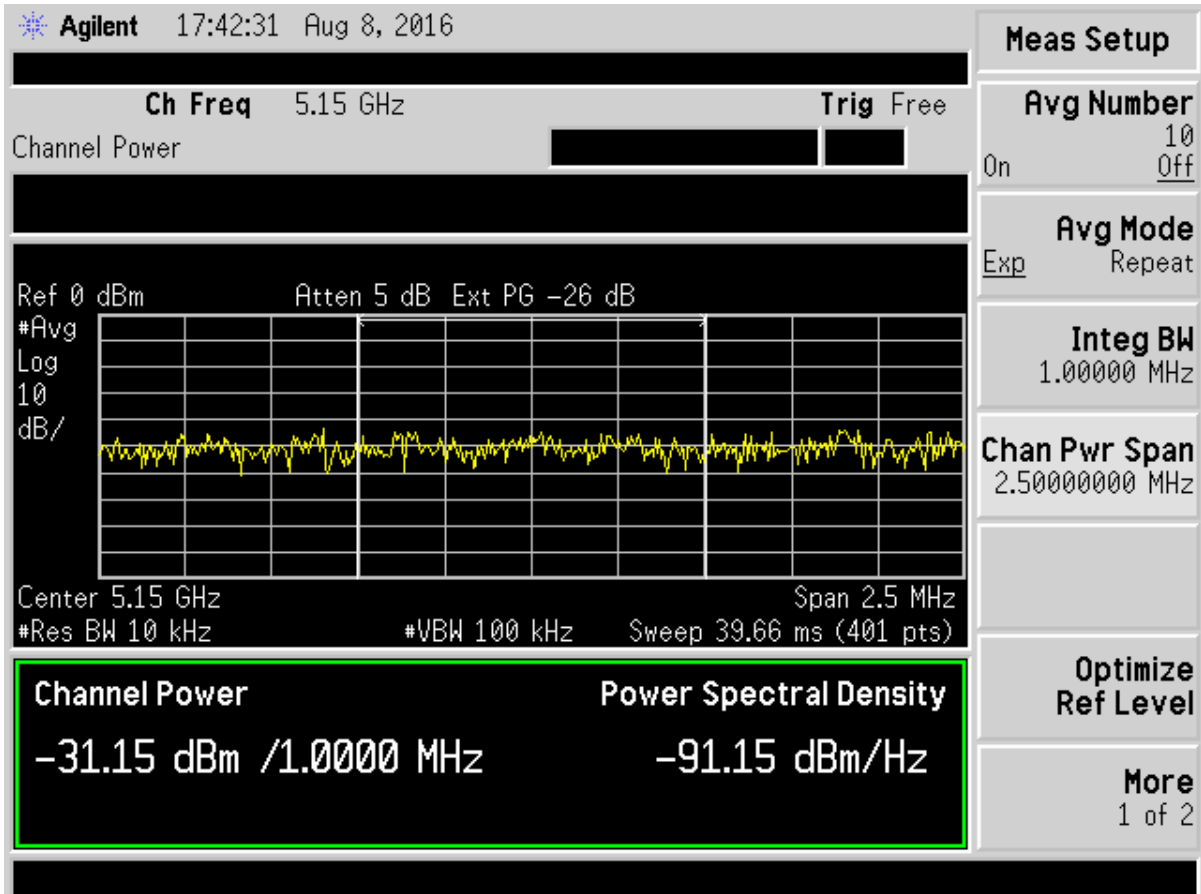 Agilent 17:42:31 Aug 8, 2016
Ch Freq 5.15 GHz Trig Free
Channel Power
Ref 0 dBm Atten 5 dB Ext PG -26 dB
#Avg
Log
10
dB/
Center 5.15 GHz Span 2.5 MHz
#Res BW 10 kHz #VBW 100 kHz Sweep 39.66 ms (401 pts)
Channel Power Power Spectral Density
-31.15 dBm /1.0000 MHz -91.15 dBm/Hz
Meas Setup
Avg Number
10
On Off
Avg Mode
Exp Repeat
Integ BW
1.00000 MHz
Chan Pwr Span
2.50000000 MHz
Optimize
Ref Level
More
1 of 2